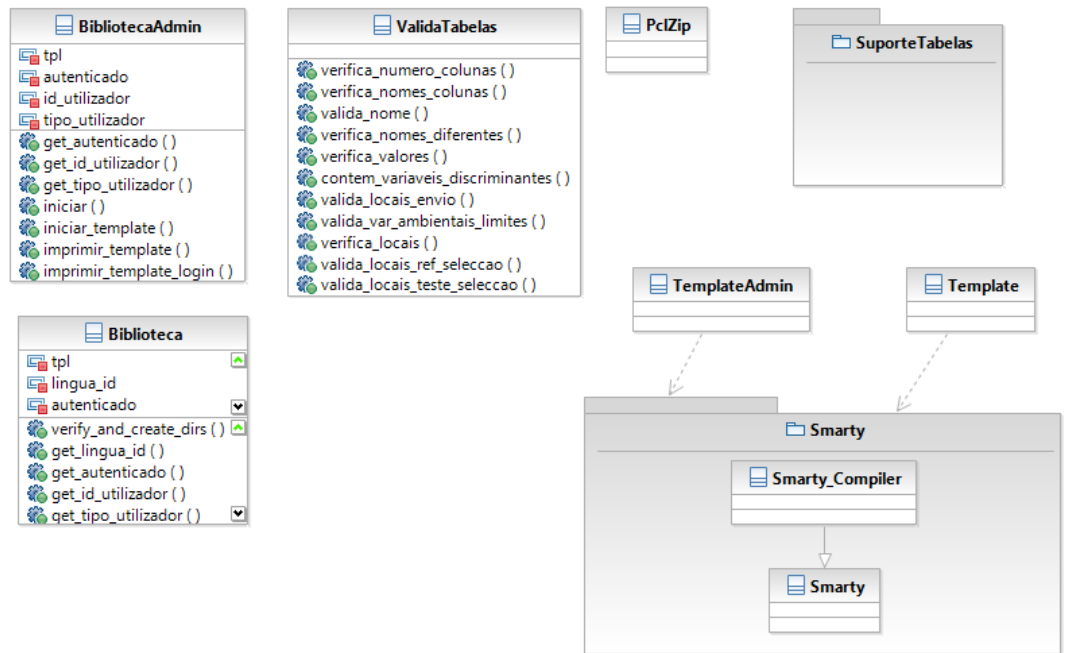 BibliotecaAdmin
tpl
autenticado
id_utilizador
tipo_utilizador
get_autenticado ( )
get_id_utilizador ( )
get_tipo_utilizador ( )
iniciar ( )
iniciar_template ( )
imprimir_template ( )
imprimir_template_login ( )
ValidaTabelas
verifica_numero_colunas ( )
verifica_nomes_colunas ( )
valida_nome ( )
verifica_nomes_diferentes ( )
verifica_valores ( )
contem_variaveis_discriminantes ( )
valida_locais_envio ( )
valida_var_ambientais_limites ( )
verifica_locais ( )
valida_locais_ref_seleccao ( )
valida_locais_teste_seleccao ( )
PclZip
SuporteTabelas
Biblioteca
tpl
lingua_id
autenticado
verify_and_create_dirs ( )
get_lingua_id ( )
get_autenticado ( )
get_id_utilizador ( )
get_tipo_utilizador ( )
TemplateAdmin
Template
Smarty
Smarty_Compiler
Smarty